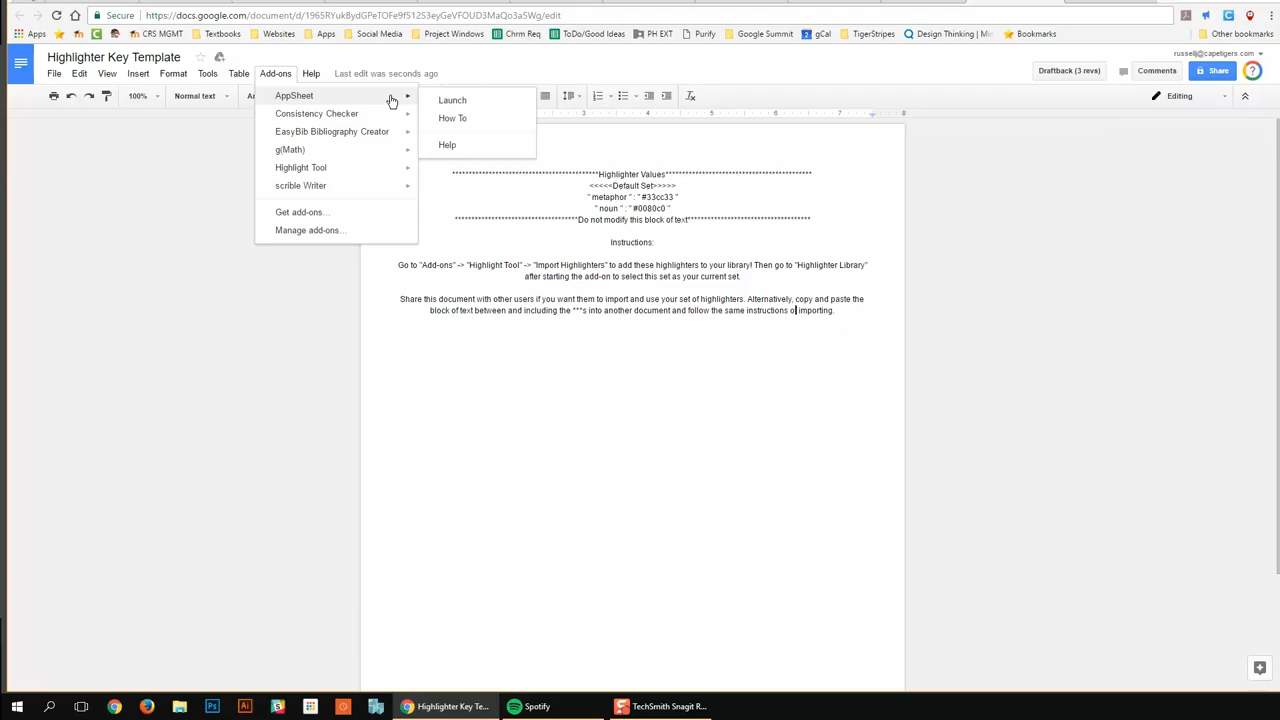 Secure https://docs.google.com/document/d/1965RYukBydGPeTOFe9f512S3eyGeVFOUD3MaQo3aSWg/edit
Apps CRS MGMT Textbooks Websites Apps Social Media Project Windows Chrm Req ToDo/Good Ideas PH EXT Purify Google Summit gCal TigerStripes Design Thinking | M Bookmarks Other bookmarks
Highlighter Key Template
russellj@capetigers.com
File Edit View Insert Format Tools Table Add-ons Help Last edit was seconds ago
Draftback (3 revs) Comments Share
100% Normal text Editing
AppSheet
Consistency Checker
EasyBib Bibliography Creator
g(Math)
Highlight Tool
scrible Writer
Get add-ons...
Manage add-ons...
Launch
How To
Help
4 5 6 7 8
********************************************Highlighter Values********************************************
<<<<<Default Set>>>>>
" metaphor " : " #33cc33 "
" noun " : " #0080c0 "
*************************************Do not modify this block of text*************************************
Instructions:
Go to "Add-ons" -> "Highlight Tool" -> "Import Highlighters" to add these highlighters to your library! Then go to "Highlighter Library"
after starting the add-on to select this set as your current set.
Share this document with other users if you want them to import and use your set of highlighters. Alternatively, copy and paste the
block of text between and including the ***s into another document and follow the same instructions of importing.
Highlighter Key Te... Spotify TechSmith Snagit R...